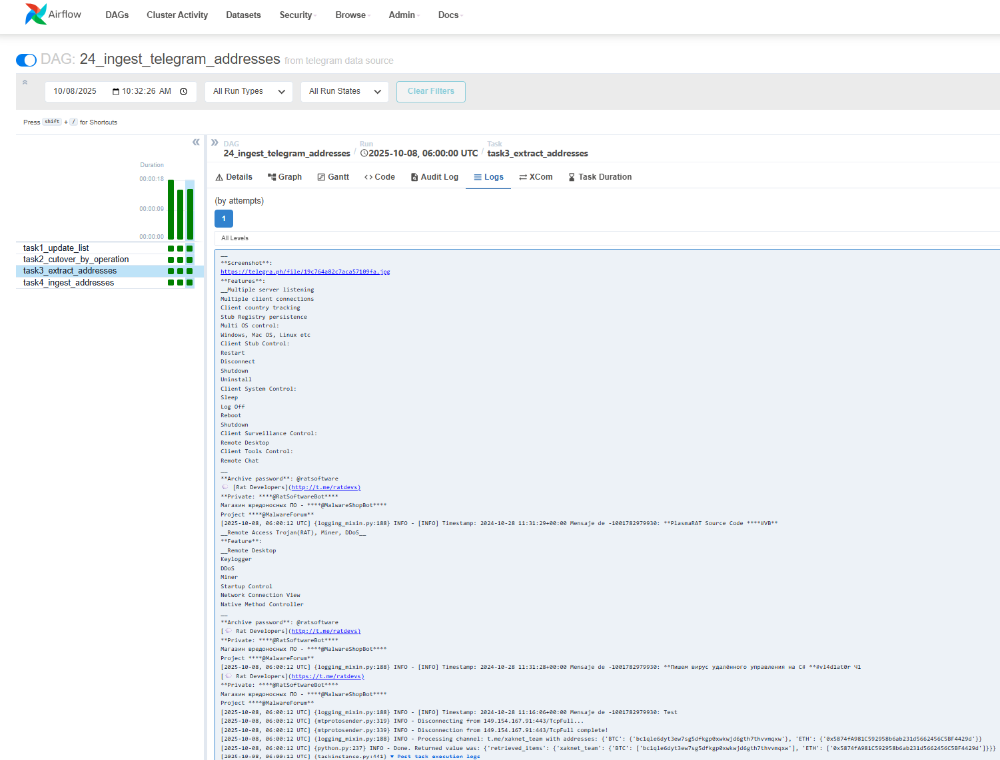 Airflow
DAGs
Cluster Activity
Datasets
Security
Browse
Admin
Docs
DAG: 24_ingest_telegram_addresses from telegram data source
10/08/2025 10:32:26 AM
All Run Types
All Run States
Clear Filters
Press shift + / for Shortcuts
Duration
00:00:18
00:00:09
00:00:00
task1_update_list
task2_cutover_by_operation
task3_extract_addresses
task4_ingest_addresses
DAG
24_ingest_telegram_addresses
/
Run
2025-10-08, 06:00:00 UTC
/
Task
task3_extract_addresses
Details
Graph
Gantt
Code
Audit Log
Logs
XCom
Task Duration
(by attempts)
1
All Levels
__
**Screenshot**:
https://telegra.ph/file/19c764a82c7aca57109fa.jpg
**Features**:
__Multiple server listening
Multiple client connections
Client country tracking
Stub Registry persistence
Multi OS control:
Windows, Mac OS, Linux etc
Client Stub Control:
Restart
Disconnect
Shutdown
Uninstall
Client System Control:
Sleep
Log Off
Reboot
Shutdown
Client Surveillance Control:
Remote Desktop
Client Tools Control:
Remote Chat
__
**Archive password**: @ratsoftware
[Rat Developers](http://t.me/ratdevs)
**Private: ****@RatSoftwareBot****
Магазин вредоносных ПО - ****@MalwareShopBot****
Project ****@MalwareForum**
[2025-10-08, 06:00:12 UTC] {logging_mixin.py:188} INFO - [INFO] Timestamp: 2024-10-28 11:31:29+00:00 Mensaje de -1001782979930: **PlasmaRAT Source Code ****#VB**
__Remote Access Trojan(RAT), Miner, DDoS__
**Feature**:
__Remote Desktop
Keylogger
DDoS
Miner
Startup Control
Network Connection View
Native Method Controller
__
**Archive password**: @ratsoftware
[ Rat Developers](http://t.me/ratdevs)
**Private: ****@RatSoftwareBot****
Магазин вредоносных ПО - ****@MalwareShopBot****
Project ****@MalwareForum**
[2025-10-08, 06:00:12 UTC] {logging_mixin.py:188} INFO - [INFO] Timestamp: 2024-10-28 11:31:28+00:00 Mensaje de -1001782979930: **Пишем вирус удалённого управления на C# **#vl4d1at0r Ч1
[ Rat Developers](https://t.me/ratdevs)
**Private: ****@RatSoftwareBot****
Магазин вредоносных ПО - ****@MalwareShopBot****
Project ****@MalwareForum**
[2025-10-08, 06:00:12 UTC] {logging_mixin.py:188} INFO - [INFO] Timestamp: 2024-10-28 11:16:06+00:00 Mensaje de -1001782979930: Test
[2025-10-08, 06:00:12 UTC] {mtprotosender.py:319} INFO - Disconnecting from 149.154.167.91:443/TcpFull...
[2025-10-08, 06:00:12 UTC] {mtprotosender.py:339} INFO - Disconnection from 149.154.167.91:443/TcpFull complete!
[2025-10-08, 06:00:12 UTC] {logging_mixin.py:188} INFO - Processing channel: t.me/xaknet_team with addresses: {'BTC': {'bc1qle6dyt3ew7sg5dfkgp0xwkwjd6gth7thvvmqxw'}, 'ETH': {'0x5874fA981C592958b6ab231d5662456C5BF4429d'}}
[2025-10-08, 06:00:12 UTC] {python.py:237} INFO - Done. Returned value was: {'retrieved_items': {'xaknet_team': {'BTC': ['bc1qle6dyt3ew7sg5dfkgp0xwkwjd6gth7thvvmqxw'], 'ETH': ['0x5874fA981C592958b6ab231d5662456C5BF4429d']}}}
[2025-10-08, 06:00:12 UTC] {taskinstance.py:441} ▼ Post task execution logs